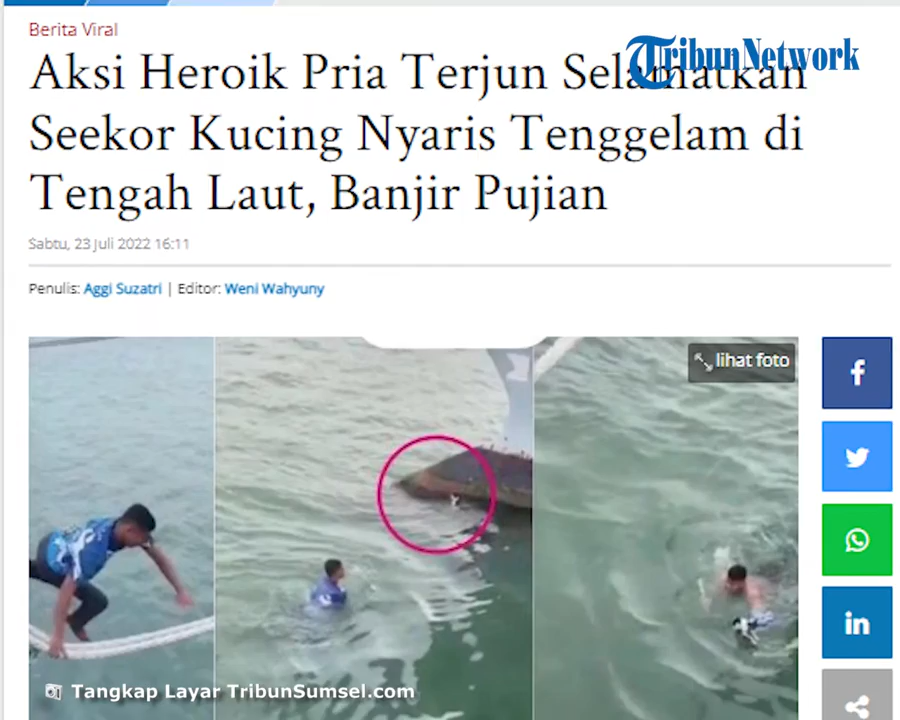 Berita Viral
TribunNetwork
Aksi Heroik Pria Terjun Selamatkan
Seekor Kucing Nyaris Tenggelam di
Tengah Laut, Banjir Pujian
Sabtu, 23 Juli 2022 16:11
Penulis: Aggi Suzatri | Editor: Weni Wahyuny
lihat foto
f
in
Tangkap Layar TribunSumsel.com